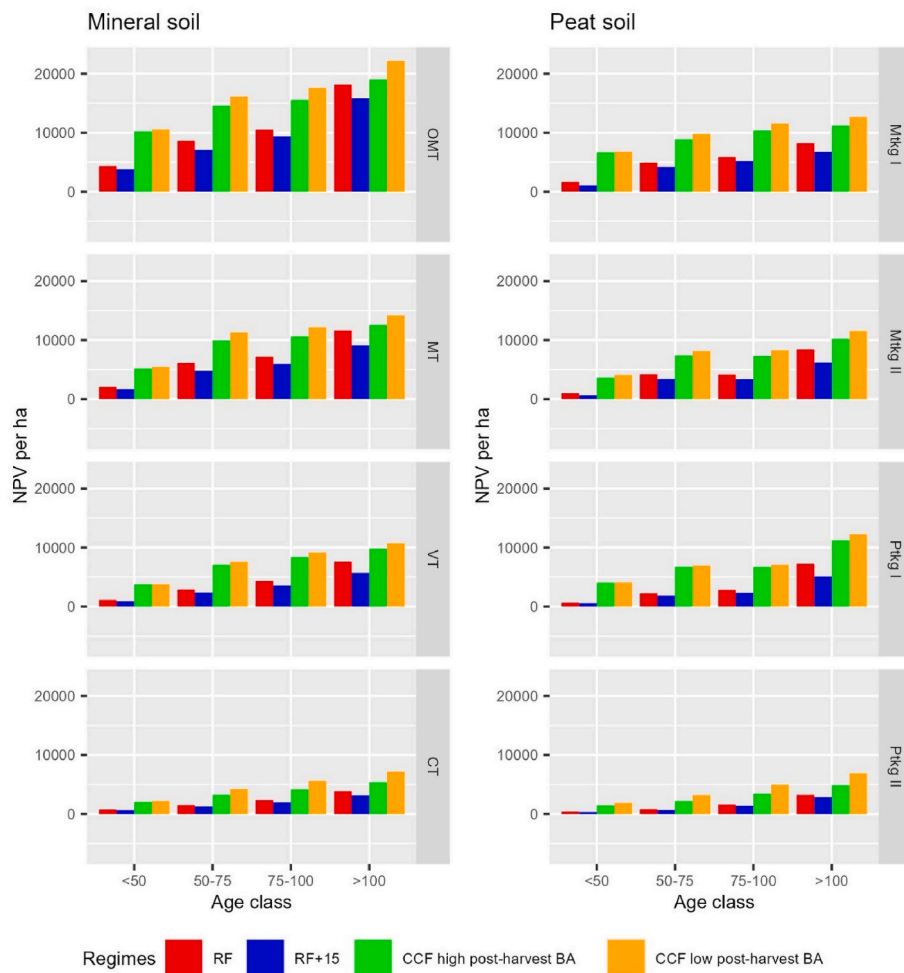 Mineral soil
Peat soil
20000
10000
0
OMT
20000
10000
0
Mtkg I
20000
10000
0
MT
20000
10000
0
Mtkg II
NPV per ha
NPV per ha
20000
10000
0
VT
20000
10000
0
Ptkg I
20000
10000
0
CT
20000
10000
0
Ptkg II
<50 50-75 75-100 >100
Age class
<50 50-75 75-100 >100
Age class
Regimes RF RF+15 CCF high post-harvest BA CCF low post-harvest BA